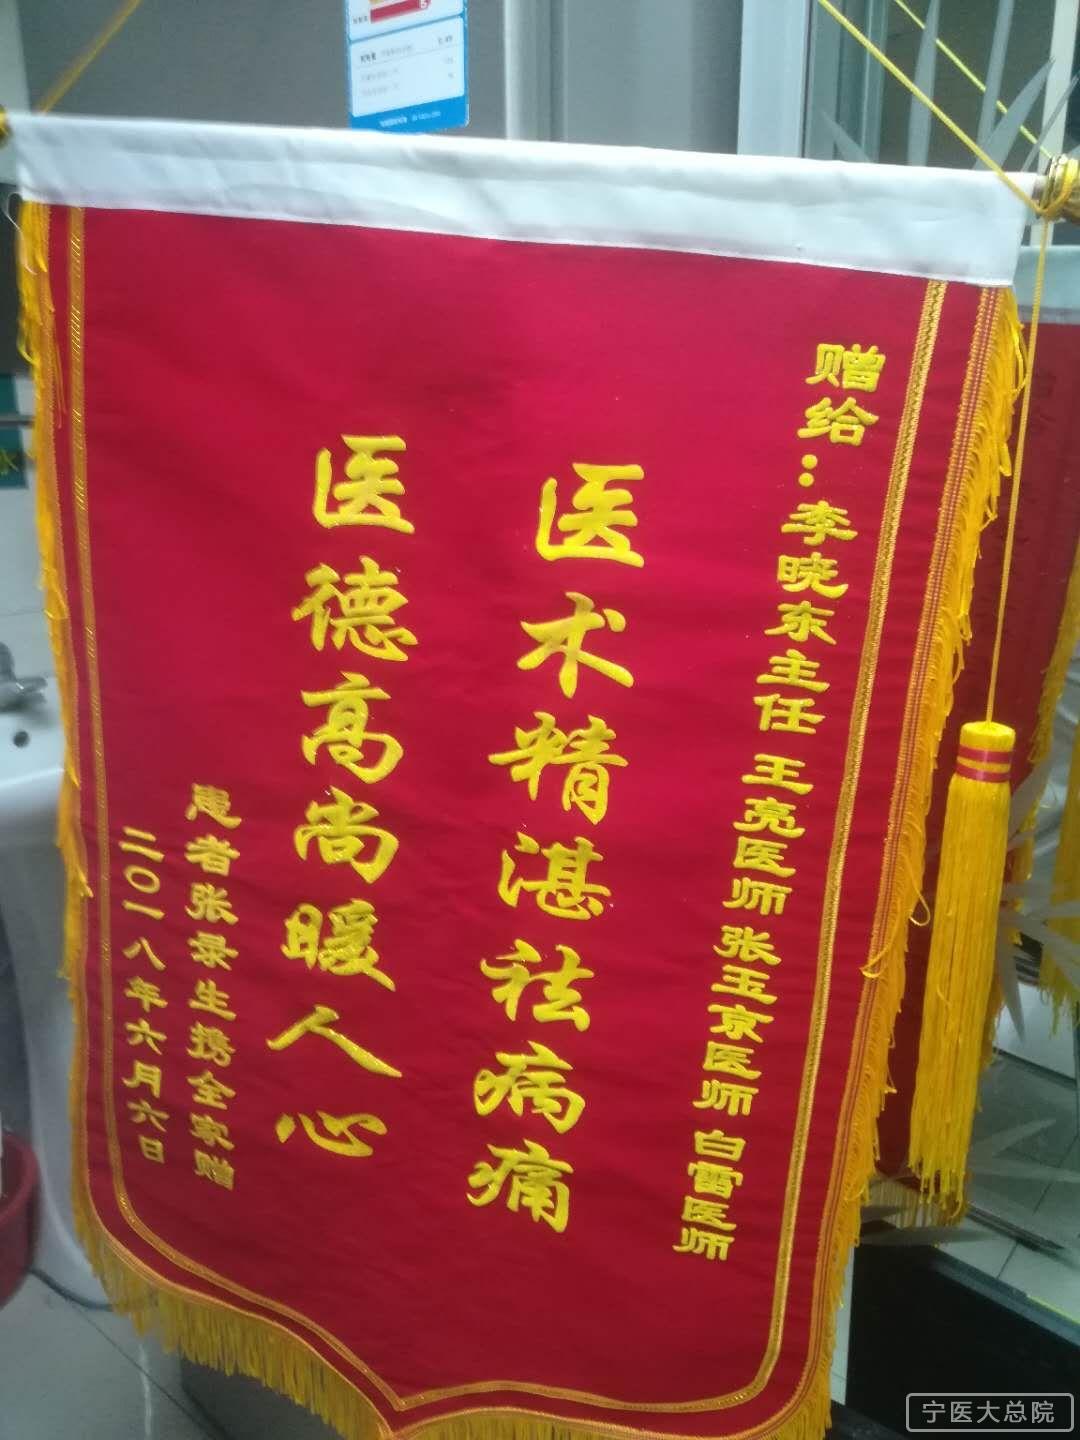 赠给：李晓东主任 王亮医师 张玉京医师 白雷医师
医术精湛祛病痛
医德高尚暖人心
患者张录生携全家赠
二〇一八年六月六日
宁医大总院